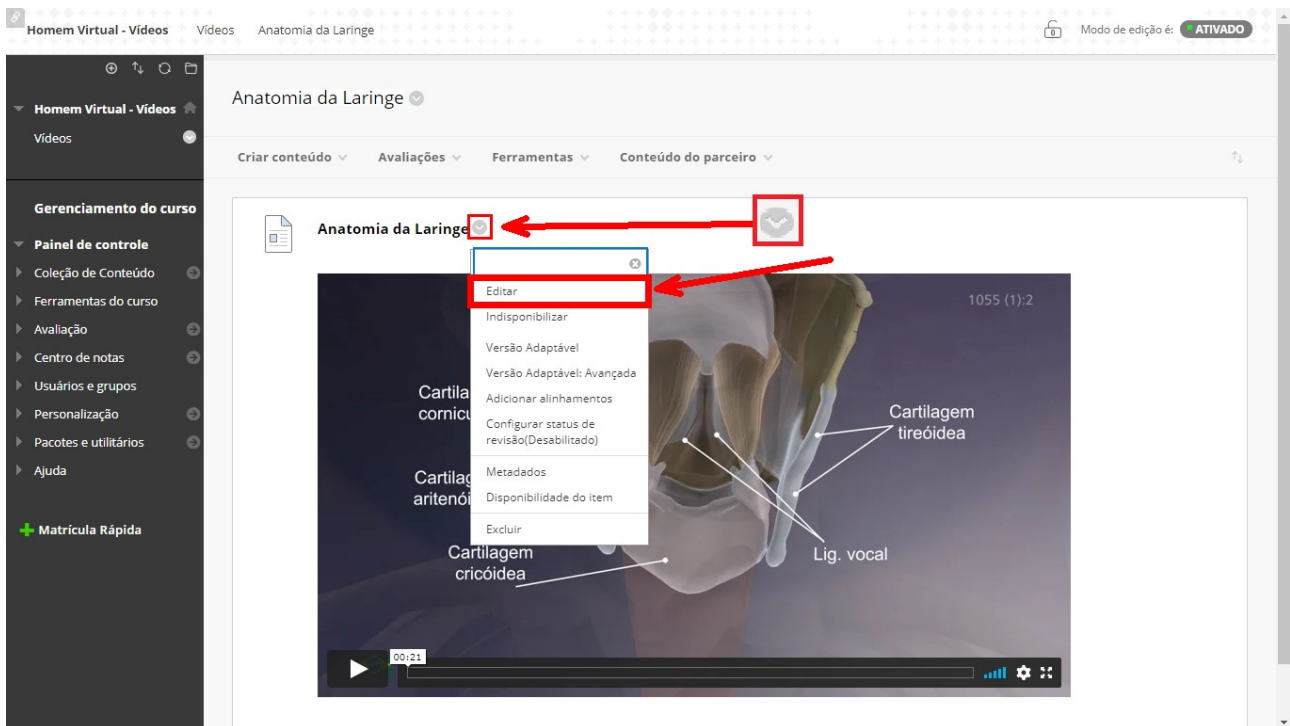 Homem Virtual - Vídeos Vídeos Anatomia da Laringe Modo de edição é: ATIVADO
Homem Virtual - Vídeos
Vídeos
Gerenciamento do curso
Painel de controle
Coleção de Conteúdo
Ferramentas do curso
Avaliação
Centro de notas
Usuários e grupos
Personalização
Pacotes e utilitários
Ajuda
Matrícula Rápida
Anatomia da Laringe
Criar conteúdo Avaliações Ferramentas Conteúdo do parceiro
Anatomia da Laringe
Editar
Indisponibilizar
Versão Adaptável
Versão Adaptável: Avançada
Adicionar alinhamentos
Configurar status de
revisão(Desabilitado)
Metadados
Disponibilidade do item
Excluir
1055 (1):2
Cartila
cornicu
Cartilagem
tireóidea
Cartilag
aritenói
Lig. vocal
Cartilagem
cricóidea
00:21